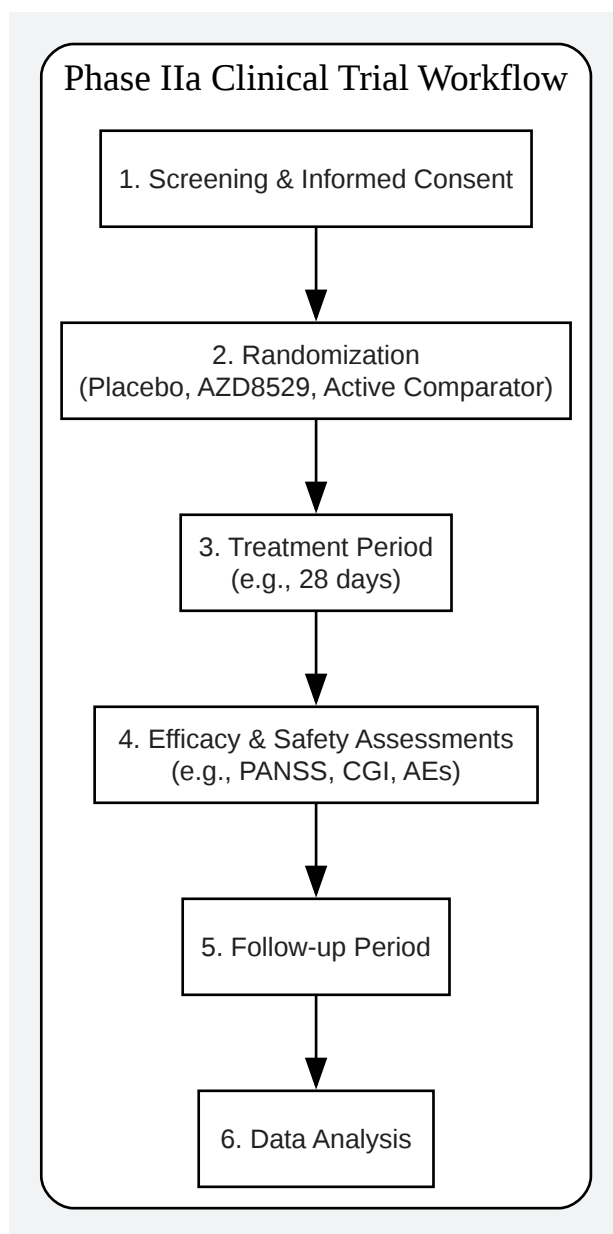 Phase IIa Clinical Trial Workflow
1. Screening & Informed Consent
2. Randomization
(Placebo, AZD8529, Active Comparator)
3. Treatment Period
(e.g., 28 days)
4. Efficacy & Safety Assessments
(e.g., PANSS, CGI, AEs)
5. Follow-up Period
6. Data Analysis